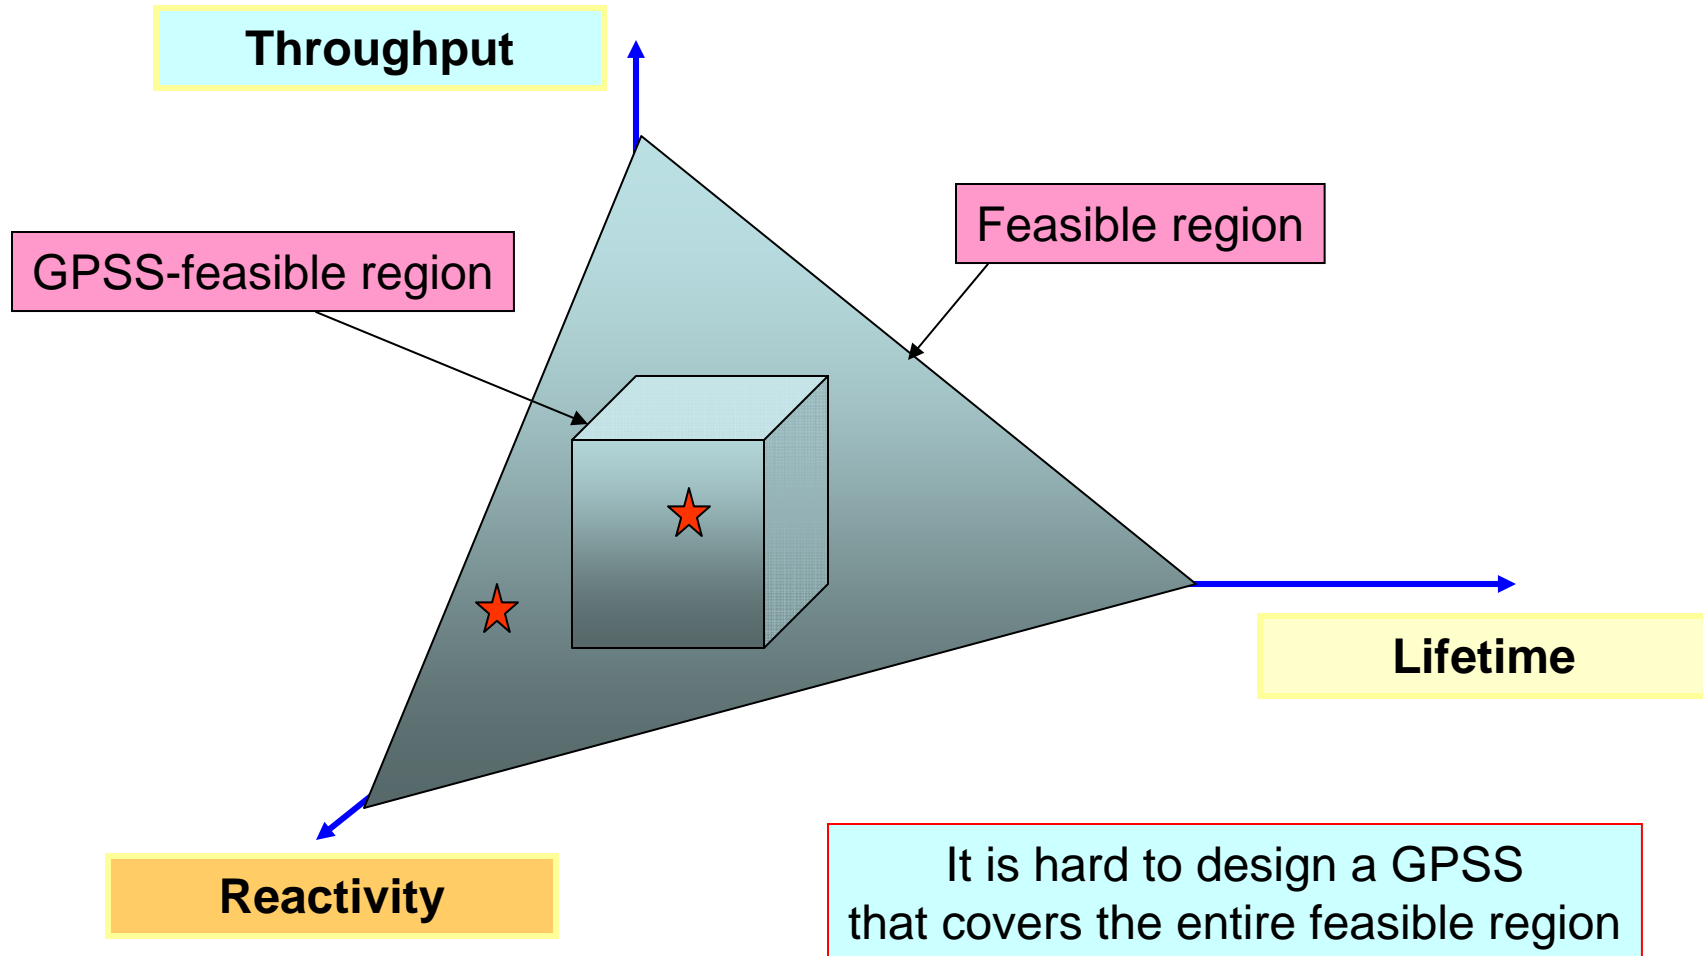 Throughput
Feasible region
GPSS-feasible region
Lifetime
Reactivity
It is hard to design a GPSS
that covers the entire feasible region